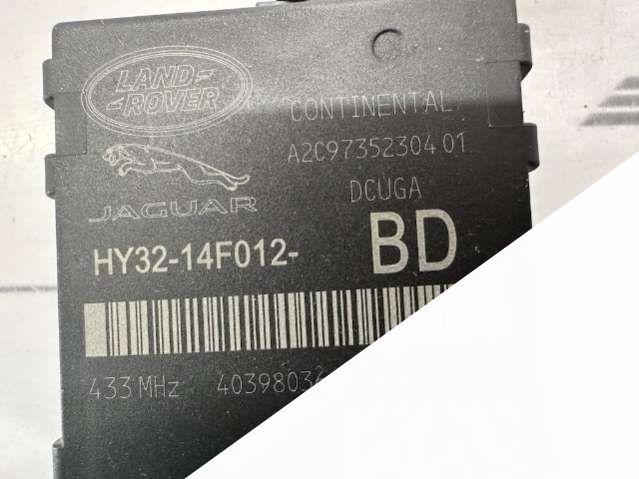 LAND-
-ROVER
CONTINENTAL
A2C97352304 01
JAGUAR
DCUGA
HY32-14F012-
BD
433 MHz